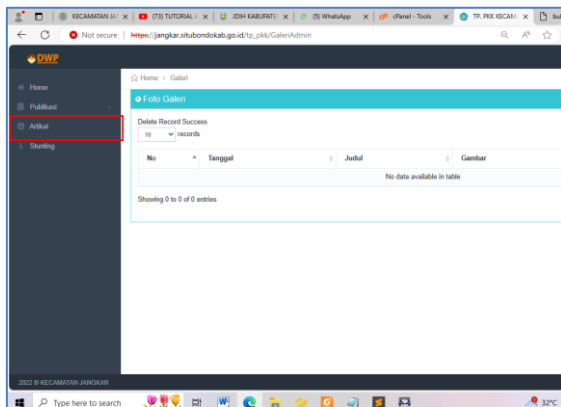 KECAMATAN JA
(73) TUTORIAL
JDIH KABUPATE
(5) WhatsApp
cPanel - Tools
TP. PKK KECAM
bu
Not secure
https://jangkar.situbondokab.go.id/tp_pkk/GaleriAdmin
DWP
Home
Publikasi
Artikel
Stunting
Home > Galeri
Foto Galeri
Delete Record Success
10 records
No Tanggal Judul Gambar
No data available in table
Showing 0 to 0 of 0 entries
2022 © KECAMATAN JANGKAR
Type here to search
32°C